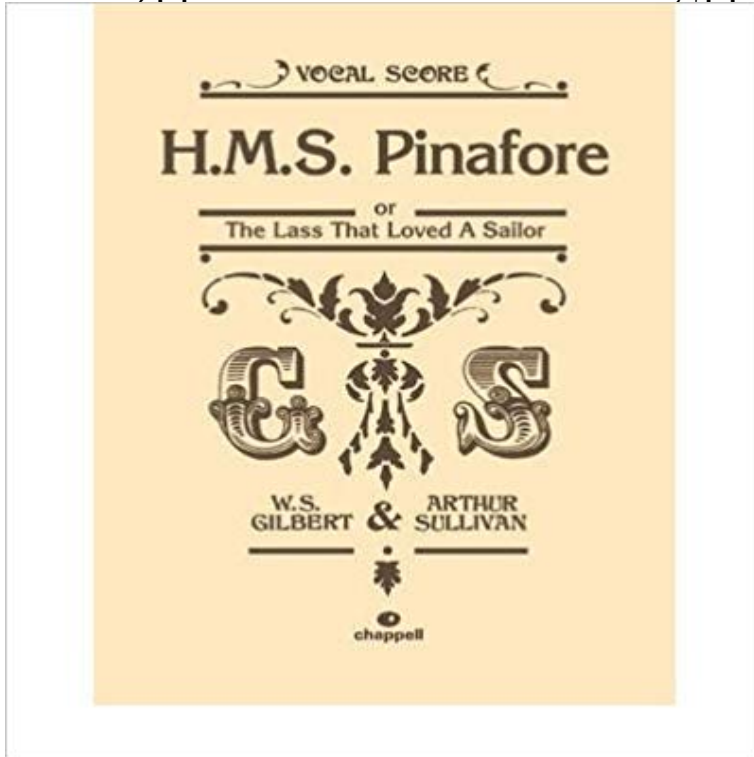 VOCAL SCORE
H.M.S. Pinafore
or
The Lass That Loved A Sailor
G S
W.S. GILBERT & ARTHUR SULLIVAN
chappell